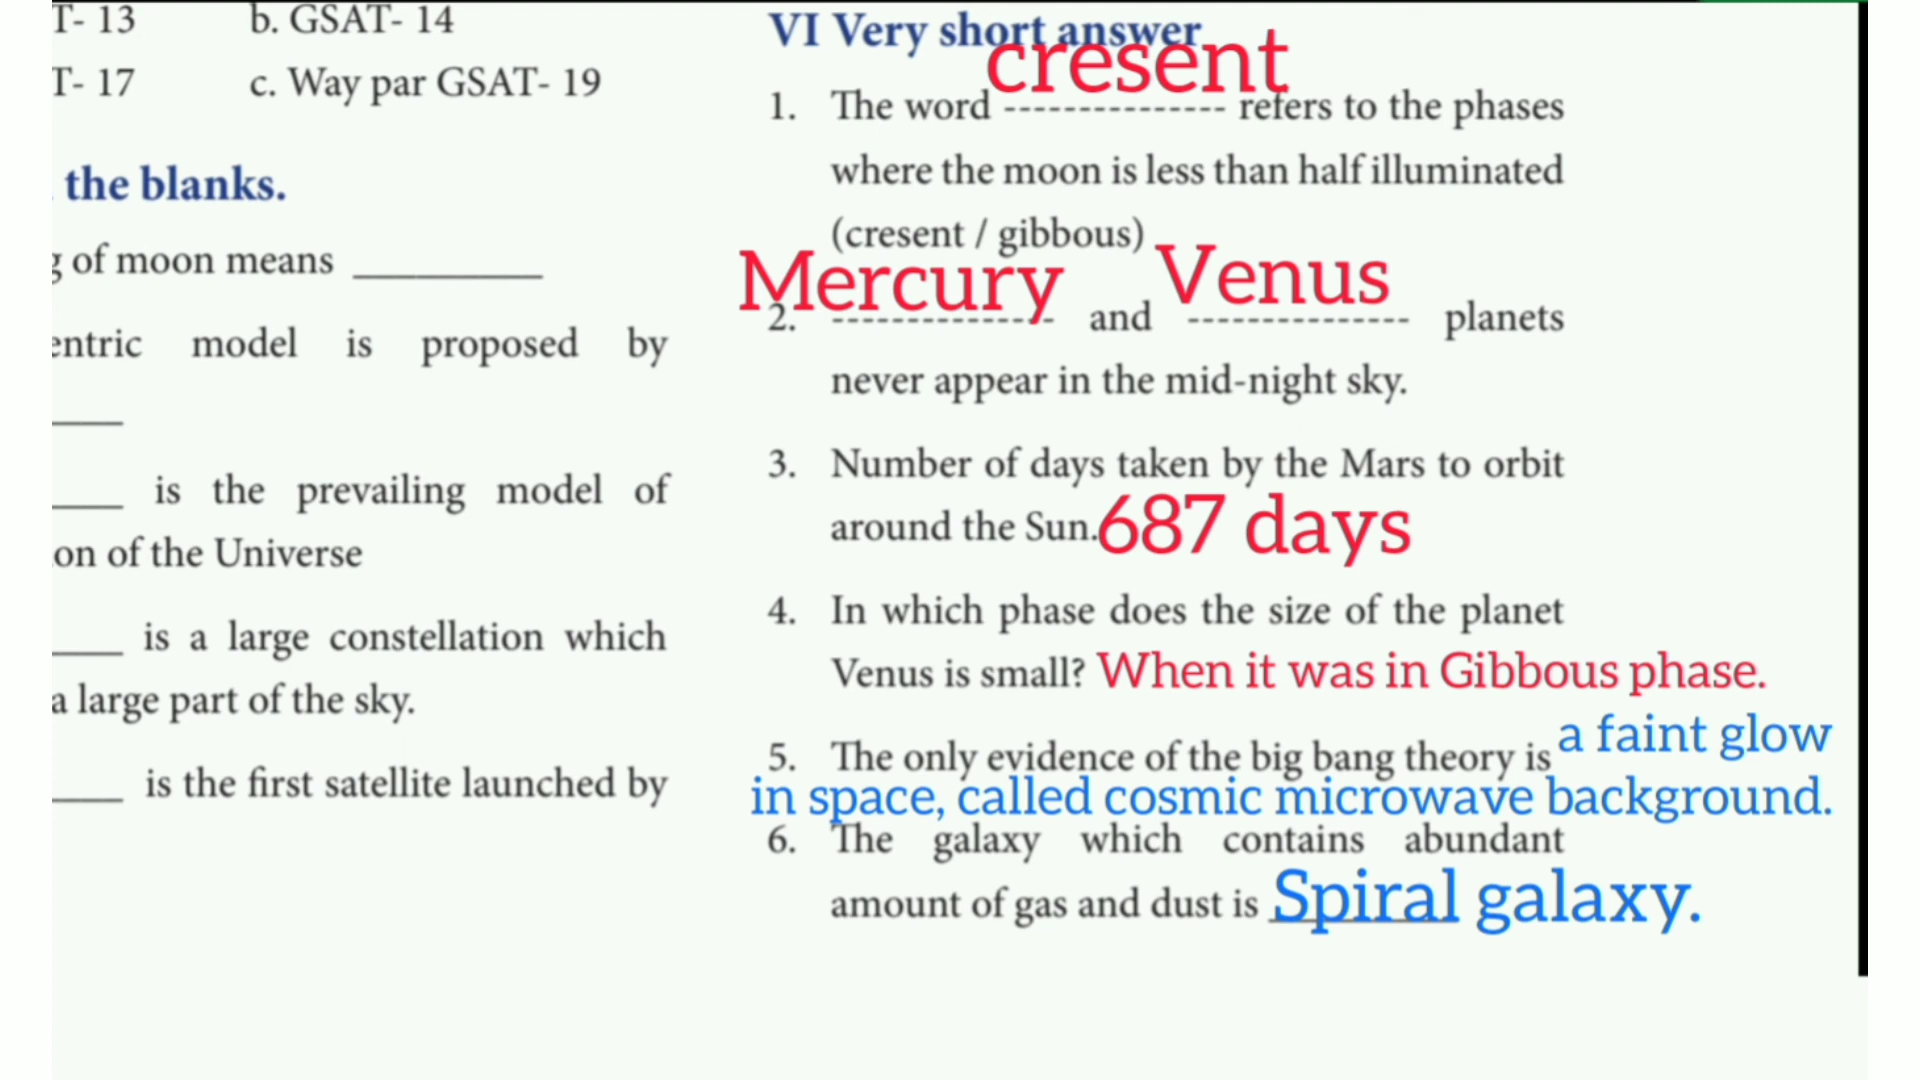 T- 13 b. GSAT- 14
T- 17 c. Way par GSAT- 19
the blanks.
of moon means __________
model is proposed by
____
____ is the prevailing model of
on of the Universe
____ is a large constellation which
a large part of the sky.
____ is the first satellite launched by
VI Very short answer
cresent
1. The word --------------- refers to the phases
where the moon is less than half illuminated
(cresent / gibbous)
Mercury Venus
2. --------------- and --------------- planets
never appear in the mid-night sky.
3. Number of days taken by the Mars to orbit
around the Sun. 687 days
4. In which phase does the size of the planet
Venus is small? When it was in Gibbous phase.
5. The only evidence of the big bang theory is a faint glow
in space, called cosmic microwave background.
6. The galaxy which contains abundant
amount of gas and dust is Spiral galaxy.